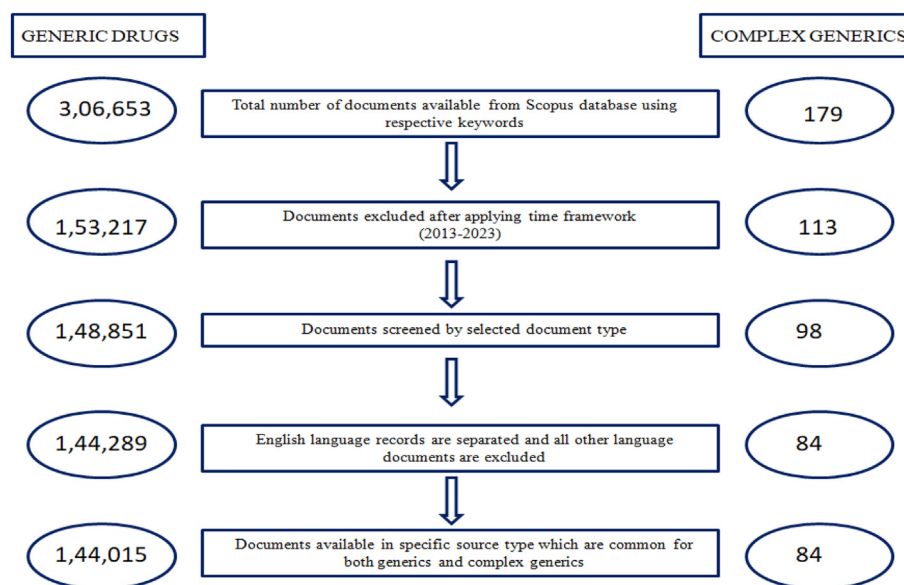 GENERIC DRUGS
COMPLEX GENERICS
3,06,653
Total number of documents available from Scopus database using
respective keywords
179
1,53,217
Documents excluded after applying time framework
(2013-2023)
113
1,48,851
Documents screened by selected document type
98
1,44,289
English language records are separated and all other language
documents are excluded
84
1,44,015
Documents available in specific source type which are common for
both generics and complex generics
84